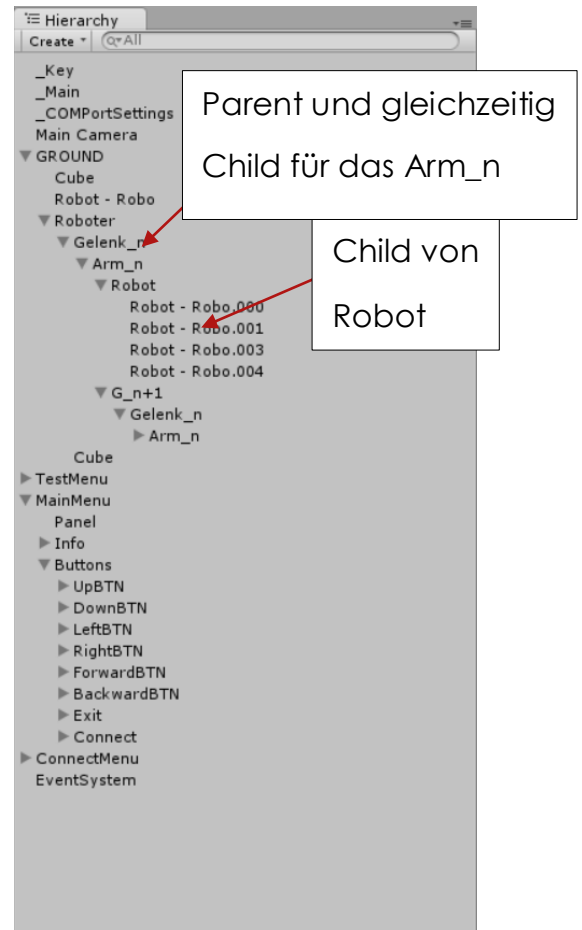 Hierarchy
Create All
_Key
_Main
_COMPortSettings
Main Camera
GROUND
Cube
Robot - Robo
Roboter
Gelenk_n
Arm_n
Robot
Robot - Robo.000
Robot - Robo.001
Robot - Robo.003
Robot - Robo.004
G_n+1
Gelenk_n
Arm_n
Cube
TestMenu
MainMenu
Panel
Info
Buttons
UpBTN
DownBTN
LeftBTN
RightBTN
ForwardBTN
BackwardBTN
Exit
Connect
ConnectMenu
EventSystem
Parent und gleichzeitig
Child für das Arm_n
Child von
Robot